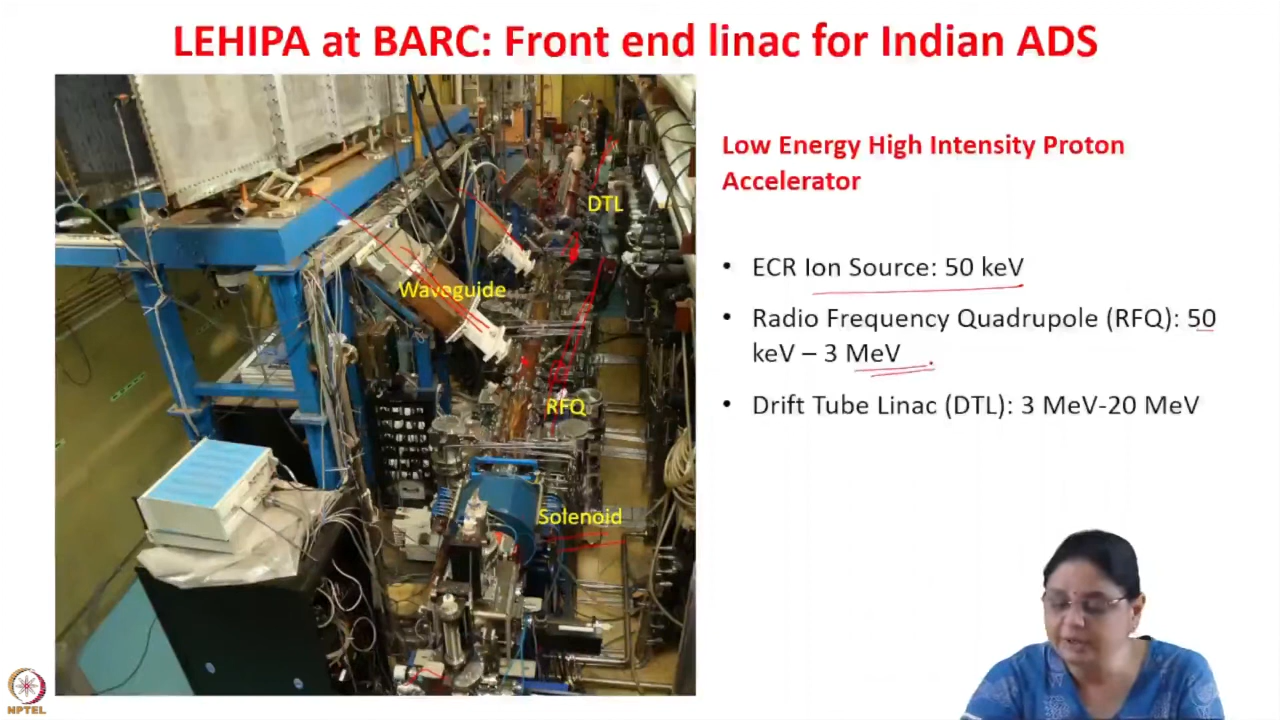 LEHIPA at BARC: Front end linac for Indian ADS
Low Energy High Intensity Proton
Accelerator
• ECR Ion Source: 50 keV
• Radio Frequency Quadrupole (RFQ): 50
keV – 3 MeV
• Drift Tube Linac (DTL): 3 MeV-20 MeV
DTL
Waveguide
RFQ
Solenoid
NPTEL